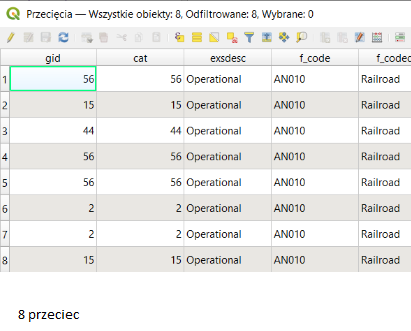 Przecięcia — Wszystkie obiekty: 8, Odfiltrowane: 8, Wybrane: 0
gid cat exsdesc f_code f_codec
1 56 56 Operational AN010 Railroad
2 15 15 Operational AN010 Railroad
3 44 44 Operational AN010 Railroad
4 56 56 Operational AN010 Railroad
5 56 56 Operational AN010 Railroad
6 2 2 Operational AN010 Railroad
7 2 2 Operational AN010 Railroad
8 15 15 Operational AN010 Railroad
8 przeciec